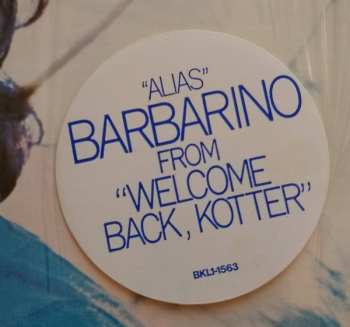 "ALIAS"
BARBARINO
FROM
"WELCOME
BACK, KOTTER"
BKL1-1563